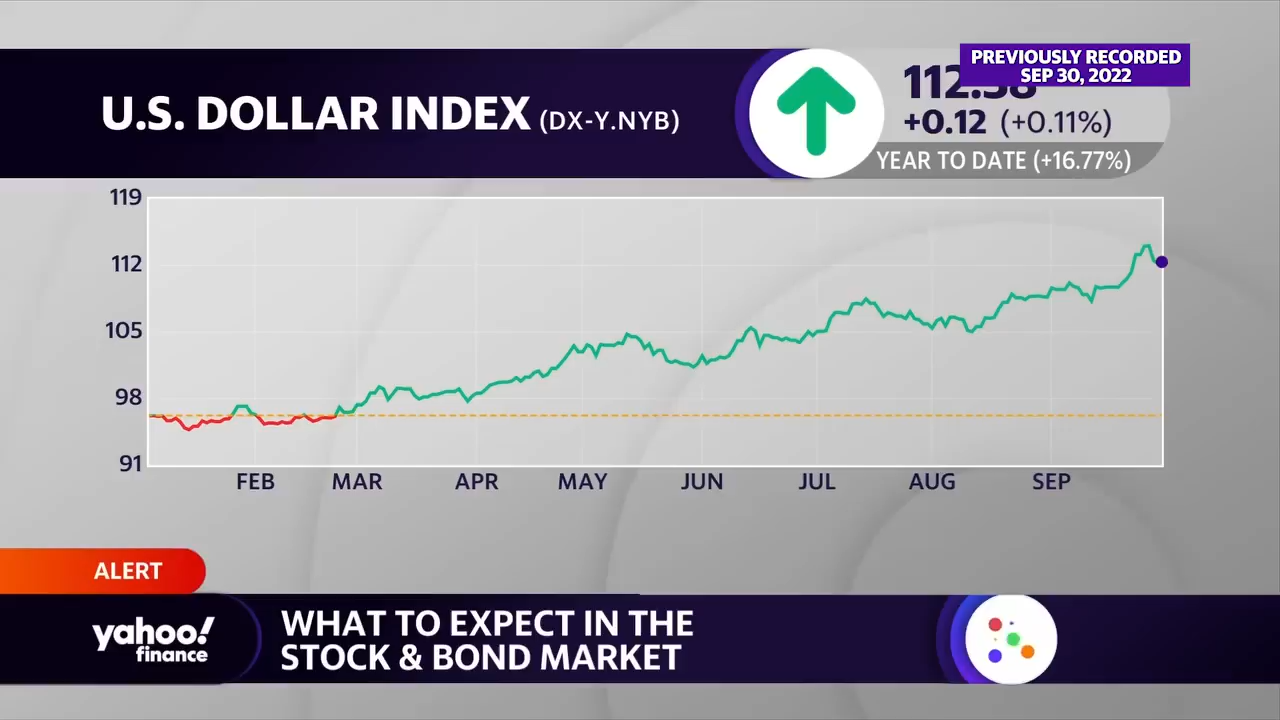 PREVIOUSLY RECORDED
SEP 30, 2022
U.S. DOLLAR INDEX (DX-Y.NYB)
+0.12 (+0.11%)
YEAR TO DATE (+16.77%)
119
112
105
98
91
FEB MAR APR MAY JUN JUL AUG SEP
ALERT
yahoo!
finance
WHAT TO EXPECT IN THE
STOCK & BOND MARKET